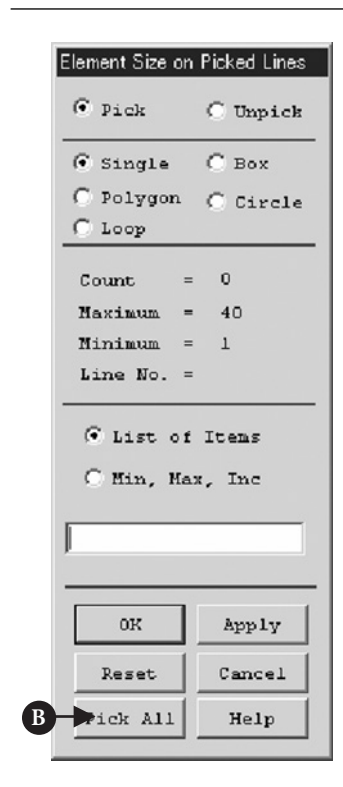 Element Size on Picked Lines
Pick Unpick
Single Box
Polygon Circle
Loop
Count = 0
Maximum = 40
Minimum = 1
Line No. =
List of Items
Min, Max, Inc
OK Apply
Reset Cancel
B Pick All Help